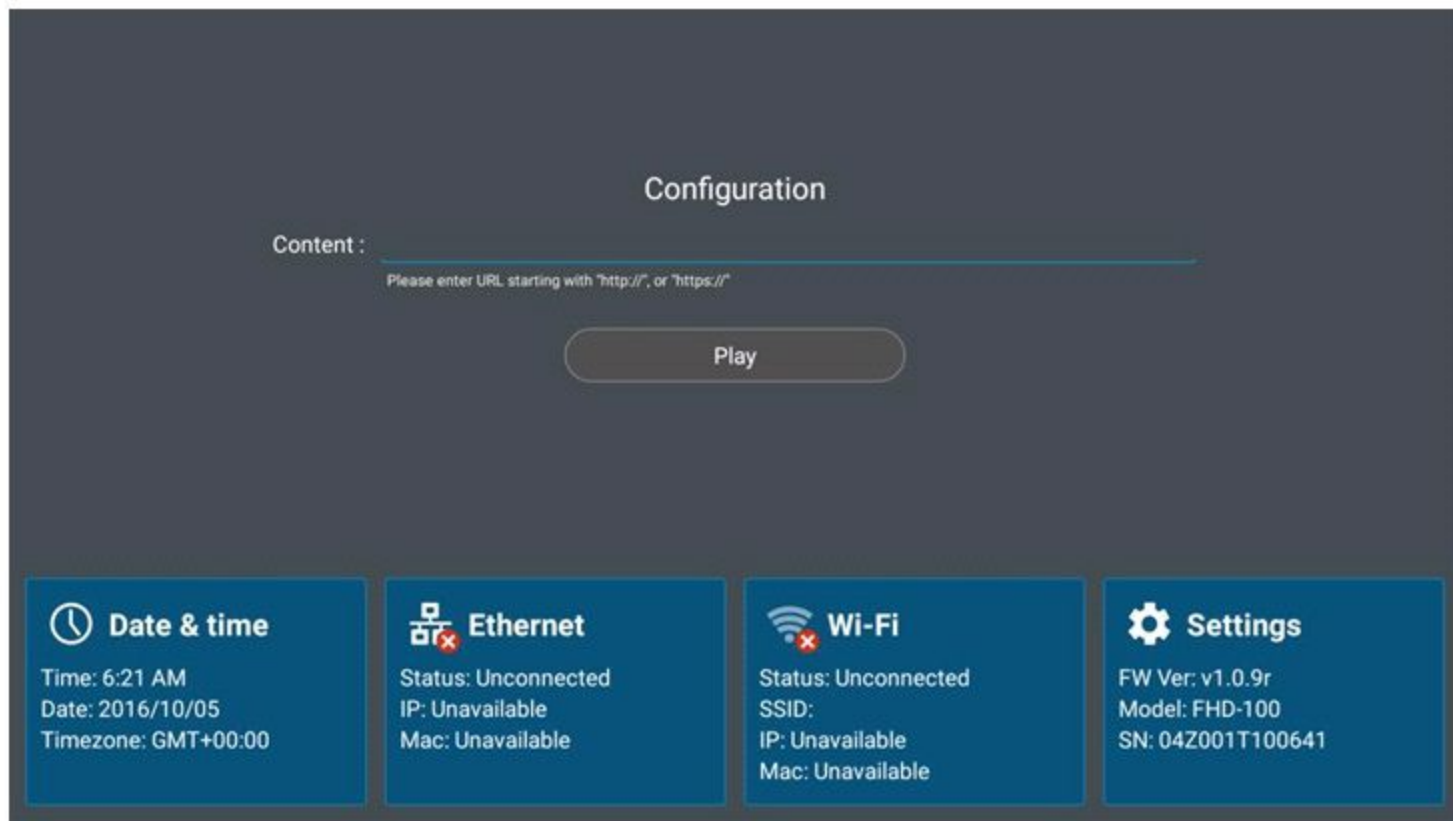 Configuration
Content :
Please enter URL starting with "http://", or "https://"
Play
Date & time
Time: 6:21 AM
Date: 2016/10/05
Timezone: GMT+00:00
Ethernet
Status: Unconnected
IP: Unavailable
Mac: Unavailable
Wi-Fi
Status: Unconnected
SSID:
IP: Unavailable
Mac: Unavailable
Settings
FW Ver: v1.0.9r
Model: FHD-100
SN: 04Z001T100641